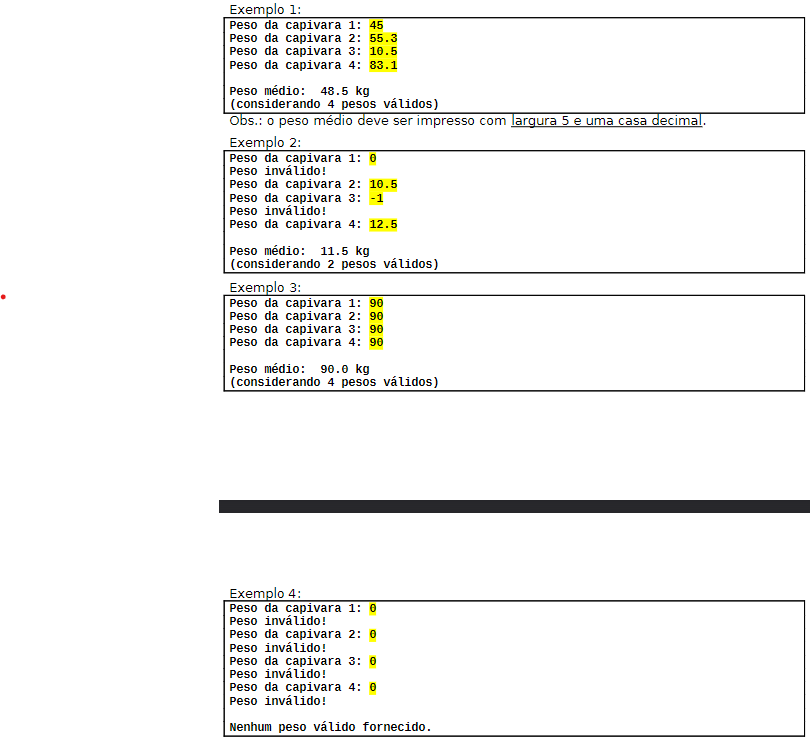 Exemplo 1:
Peso da capivara 1: 45
Peso da capivara 2: 55.3
Peso da capivara 3: 10.5
Peso da capivara 4: 83.1
Peso médio:  48.5 kg
(considerando 4 pesos válidos)
Obs.: o peso médio deve ser impresso com largura 5 e uma casa decimal.
Exemplo 2:
Peso da capivara 1: 0
Peso inválido!
Peso da capivara 2: 10.5
Peso da capivara 3: -1
Peso inválido!
Peso da capivara 4: 12.5
Peso médio:  11.5 kg
(considerando 2 pesos válidos)
Exemplo 3:
Peso da capivara 1: 90
Peso da capivara 2: 90
Peso da capivara 3: 90
Peso da capivara 4: 90
Peso médio:  90.0 kg
(considerando 4 pesos válidos)
Exemplo 4:
Peso da capivara 1: 0
Peso inválido!
Peso da capivara 2: 0
Peso inválido!
Peso da capivara 3: 0
Peso inválido!
Peso da capivara 4: 0
Peso inválido!
Nenhum peso válido fornecido.